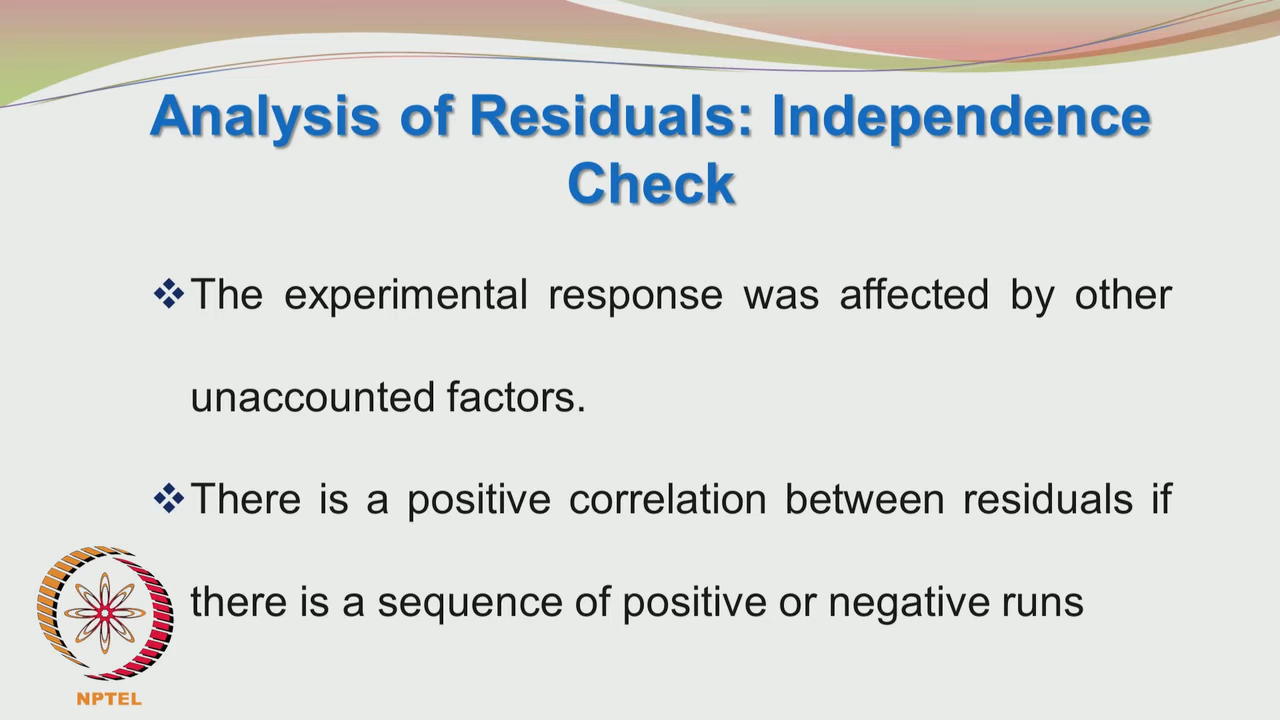 Analysis of Residuals: Independence
Check
❖The experimental response was affected by other
unaccounted factors.
❖There is a positive correlation between residuals if
there is a sequence of positive or negative runs
NPTEL